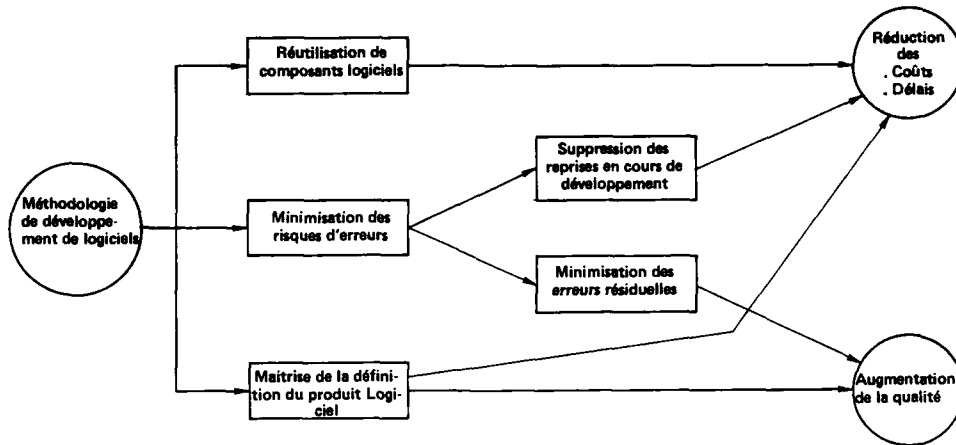 Réutilisation de
composants logiciels
Réduction
des
. Coûts
. Délais
Suppression des
reprises en cours de
développement
Méthodologie
de développe-
ment de logiciels
Minimisation des
risques d'erreurs
Minimisation des
erreurs résiduelles
Maitrise de la défini-
tion du produit Logi-
ciel
Augmentation
de la qualité